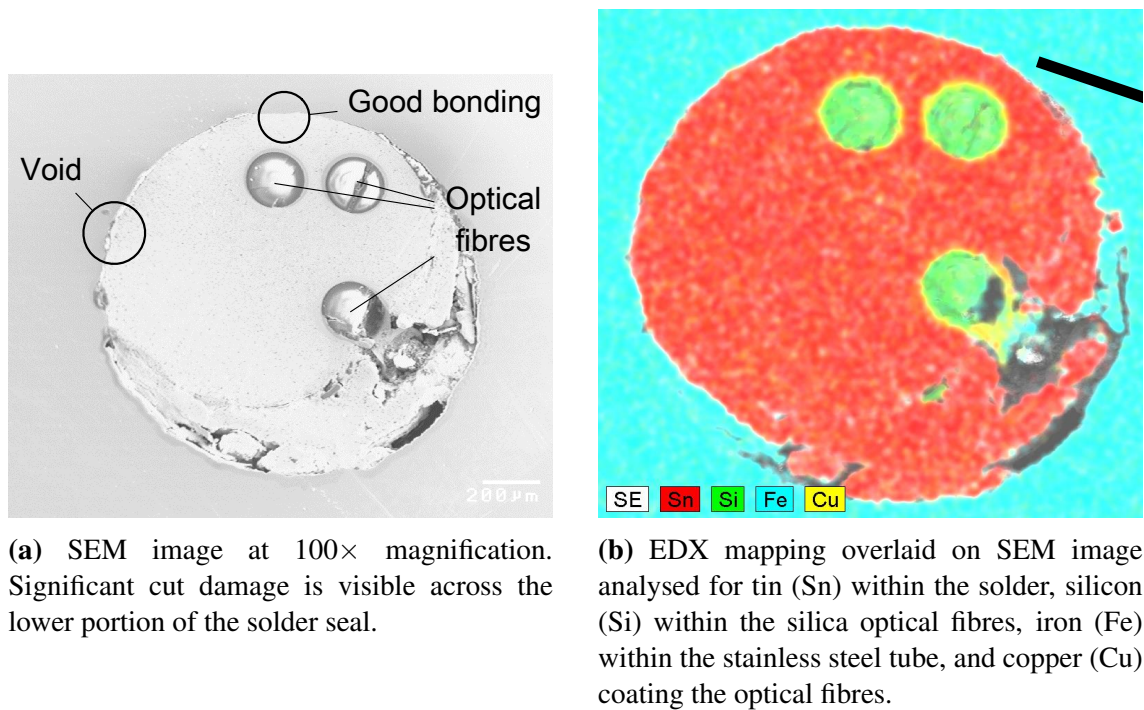 Good bonding
Void
Optical
fibres
200µm
SE Sn Si Fe Cu
(a) SEM image at 100× magnification.
Significant cut damage is visible across the
lower portion of the solder seal.
(b) EDX mapping overlaid on SEM image
analysed for tin (Sn) within the solder, silicon
(Si) within the silica optical fibres, iron (Fe)
within the stainless steel tube, and copper (Cu)
coating the optical fibres.